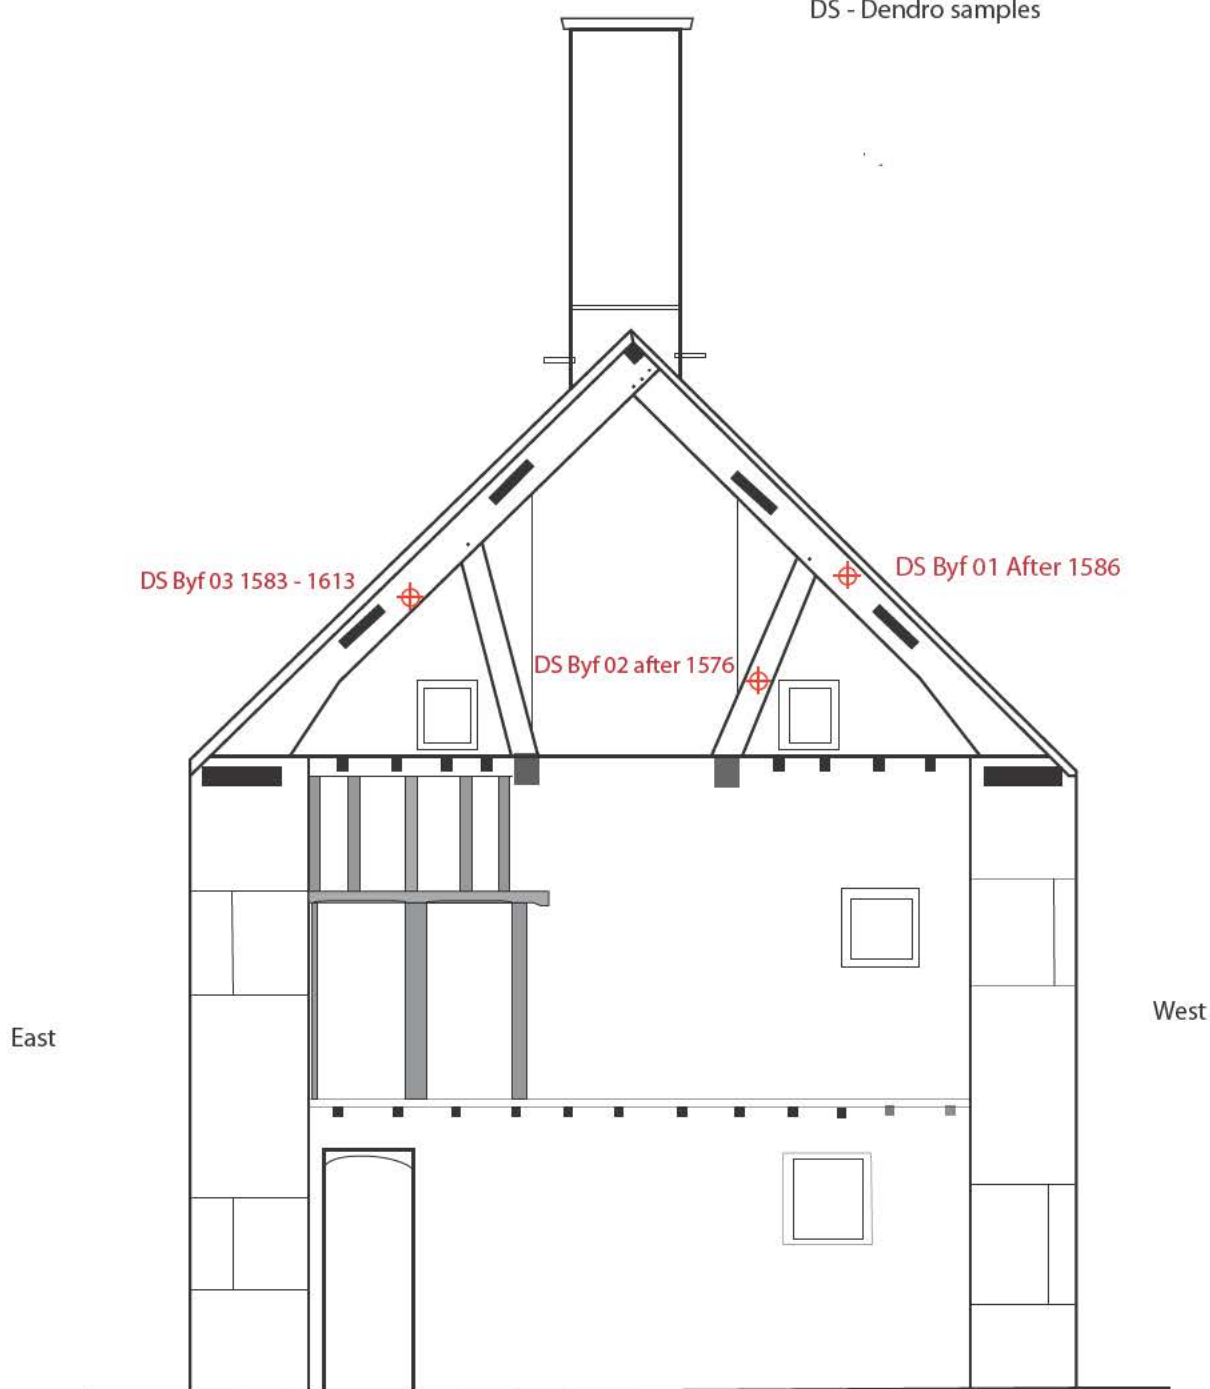 DS - Dendro samples
DS Byf 03 1583 - 1613
DS Byf 01 After 1586
DS Byf 02 after 1576
East
West